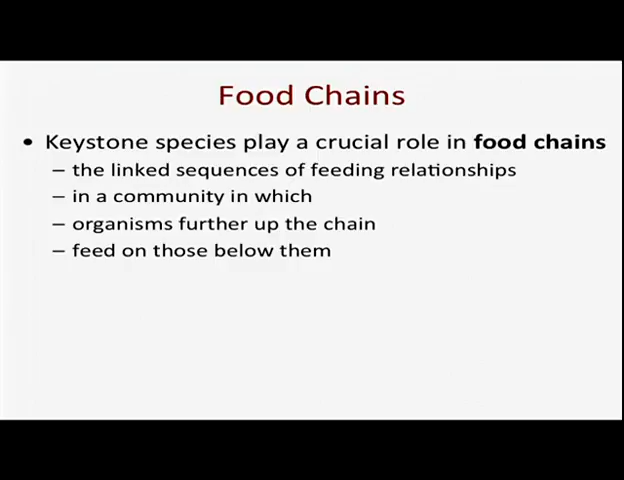 Food Chains
• Keystone species play a crucial role in food chains
– the linked sequences of feeding relationships
– in a community in which
– organisms further up the chain
– feed on those below them